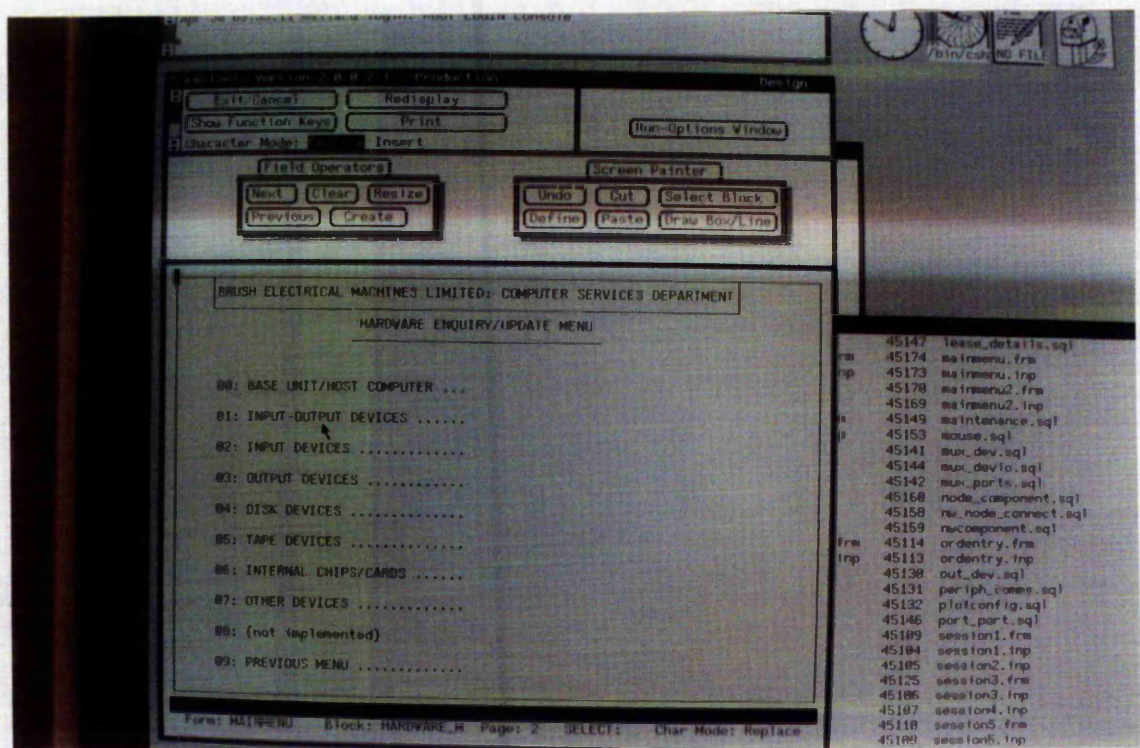 LOGIN CONSOLE
/bin/csh NO FILE
Version Production Design
Exit/Cancel Redisplay
Show Function Keys Print
Run-Options Window
Character Mode: Insert
Field Operators Screen Painter
Next Clear Resize Undo Cut Select Block
Previous Create Define Paste Draw Box/Line
BRUSH ELECTRICAL MACHINES LIMITED: COMPUTER SERVICES DEPARTMENT
HARDWARE ENQUIRY/UPDATE MENU
00: BASE UNIT/HOST COMPUTER ...
01: INPUT-OUTPUT DEVICES ......
02: INPUT DEVICES .............
03: OUTPUT DEVICES ............
04: DISK DEVICES ..............
05: TAPE DEVICES ..............
06: INTERNAL CHIPS/CARDS ......
07: OTHER DEVICES .............
08: {not implemented}
09: PREVIOUS MENU .............
Form: MAINMENU Block: HARDWARE_M Page: 2 SELECT: Char Mode: Replace
45147 lease_details.sql
45174 mainmenu.frm
45173 mainmenu.inp
45170 mainmenu2.frm
45169 mainmenu2.inp
45149 maintenance.sql
45153 mouse.sql
45141 mux_dev.sql
45144 mux_devio.sql
45142 mux_ports.sql
45160 node_component.sql
45158 nw_node_connect.sql
45159 nwcomponent.sql
frm 45114 ordentry.frm
inp 45113 ordentry.inp
45130 out_dev.sql
45131 periph_comms.sql
45132 plotconfig.sql
45146 port_port.sql
45109 session1.frm
45104 session1.inp
45105 session2.inp
45125 session3.frm
45106 session3.inp
45107 session4.inp
45110 session5.frm
45108 session5.inp